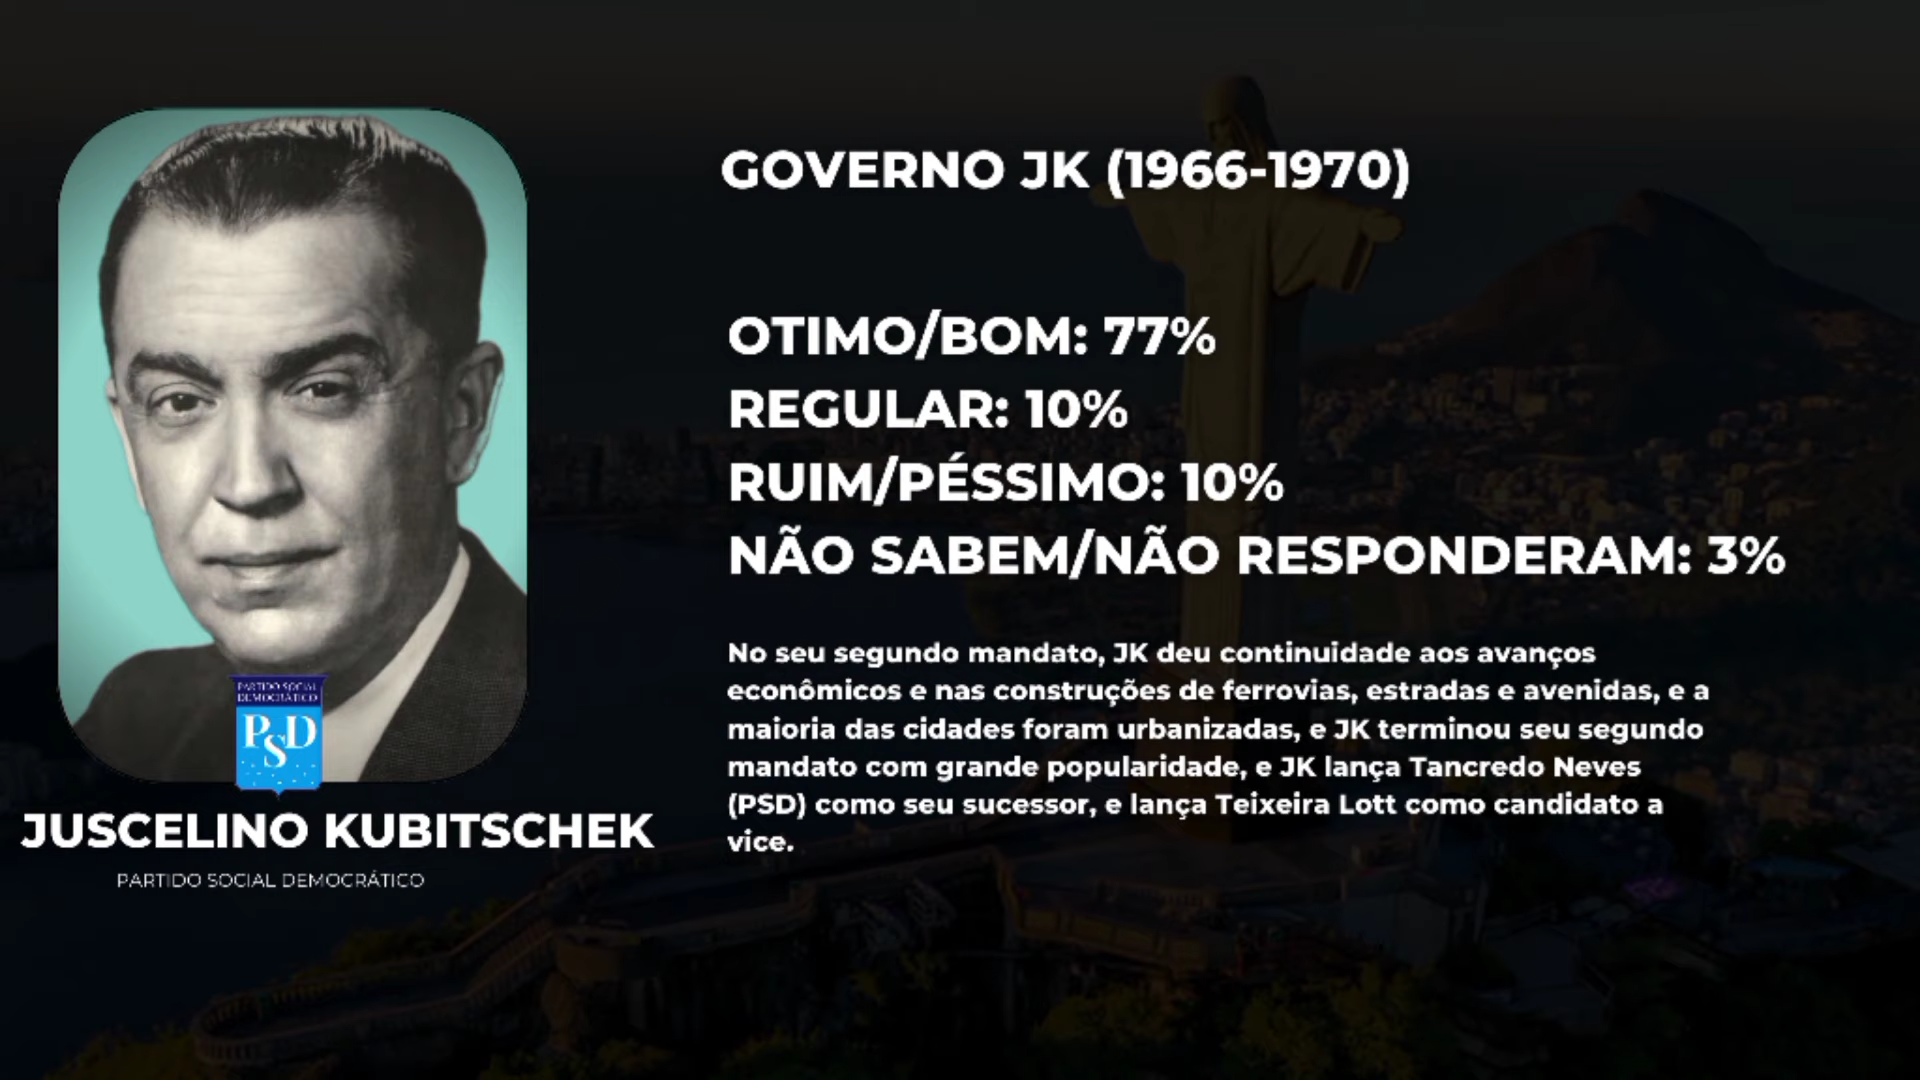 GOVERNO JK (1966-1970)
OTIMO/BOM: 77%
REGULAR: 10%
RUIM/PÉSSIMO: 10%
NÃO SABEM/NÃO RESPONDERAM: 3%
No seu segundo mandato, JK deu continuidade aos avanços
econômicos e nas construções de ferrovias, estradas e avenidas, e a
maioria das cidades foram urbanizadas, e JK terminou seu segundo
mandato com grande popularidade, e JK lança Tancredo Neves
(PSD) como seu sucessor, e lança Teixeira Lott como candidato a
vice.
PARTIDO SOCIAL
DEMOCRÁTICO
PSD
JUSCELINO KUBITSCHEK
PARTIDO SOCIAL DEMOCRÁTICO